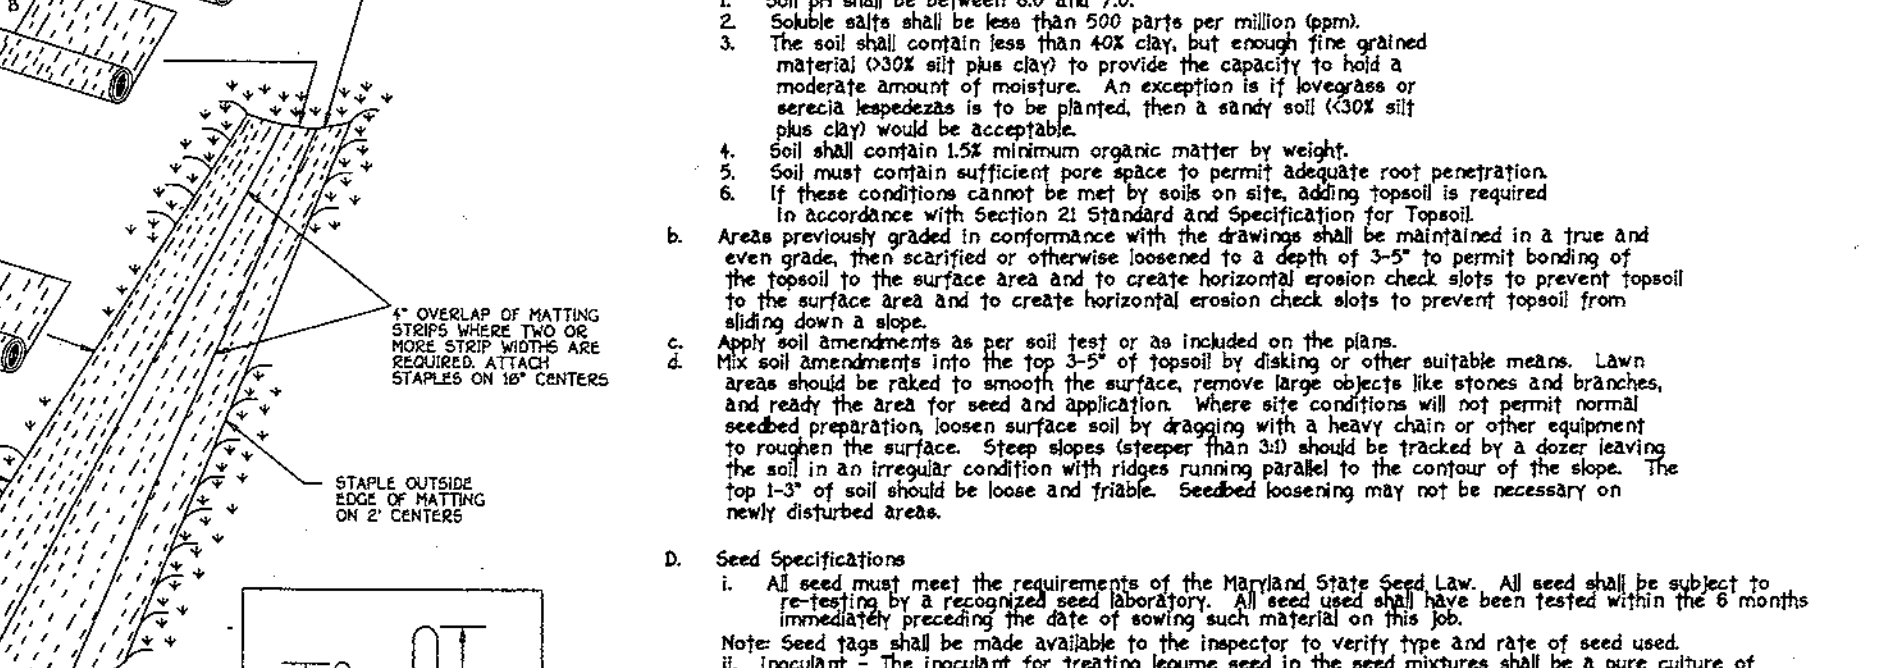 B
1. Soil pH shall be between 6.0 and 7.0.
2. Soluble salts shall be less than 500 parts per million (ppm).
3. The soil shall contain less than 40% clay, but enough fine grained
material (>30% silt plus clay) to provide the capacity to hold a
moderate amount of moisture. An exception is if lovegrass or
serecia lespedezas is to be planted, then a sandy soil (<30% silt
plus clay) would be acceptable.
4. Soil shall contain 1.5% minimum organic matter by weight.
5. Soil must contain sufficient pore space to permit adequate root penetration.
6. If these conditions cannot be met by soils on site, adding topsoil is required
in accordance with Section 21 Standard and Specification for Topsoil.
b. Areas previously graded in conformance with the drawings shall be maintained in a true and
even grade, then scarified or otherwise loosened to a depth of 3-5" to permit bonding of
the topsoil to the surface area and to create horizontal erosion check slots to prevent topsoil
to the surface area and to create horizontal erosion check slots to prevent topsoil from
sliding down a slope.
c. Apply soil amendments as per soil test or as included on the plans.
d. Mix soil amendments into the top 3-5" of topsoil by disking or other suitable means. Lawn
areas should be raked to smooth the surface, remove large objects like stones and branches,
and ready the area for seed and application. Where site conditions will not permit normal
seedbed preparation, loosen surface soil by dragging with a heavy chain or other equipment
to roughen the surface. Steep slopes (steeper than 3:1) should be tracked by a dozer leaving
the soil in an irregular condition with ridges running parallel to the contour of the slope. The
top 1-3" of soil should be loose and friable. Seedbed loosening may not be necessary on
newly disturbed areas.
4" OVERLAP OF MATTING
STRIPS WHERE TWO OR
MORE STRIP WIDTHS ARE
REQUIRED. ATTACH
STAPLES ON 18" CENTERS
STAPLE OUTSIDE
EDGE OF MATTING
ON 2' CENTERS
D. Seed Specifications
i. All seed must meet the requirements of the Maryland State Seed Law. All seed shall be subject to
re-testing by a recognized seed laboratory. All seed used shall have been tested within the 6 months
immediately preceding the date of sowing such material on this job.
Note: Seed tags shall be made available to the inspector to verify type and rate of seed used.
ii. Inoculant - The inoculant for treating legume seed in the seed mixtures shall be a pure culture of